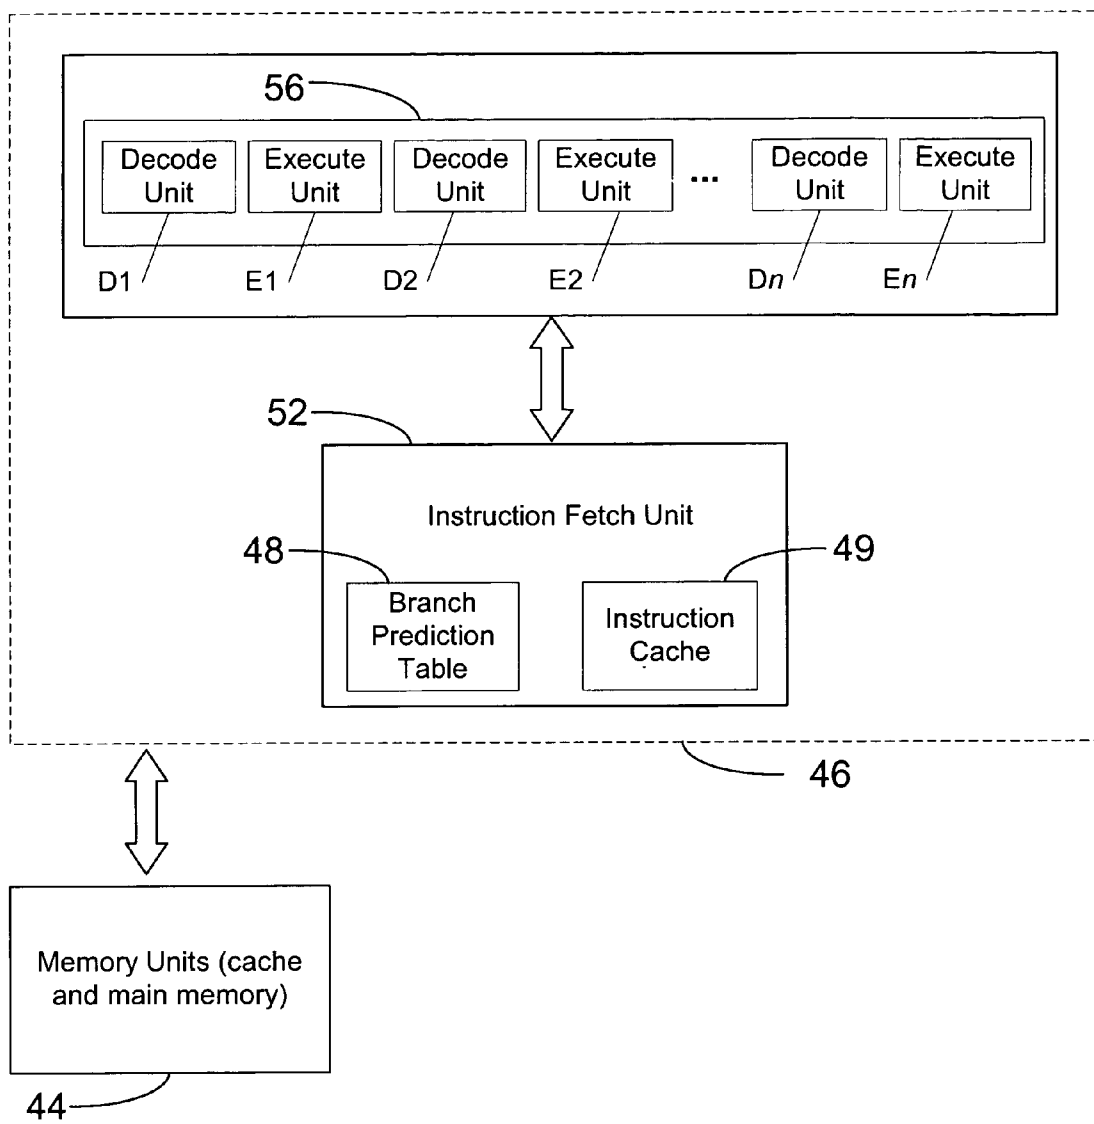 56
Decode Unit
Execute Unit
Decode Unit
Execute Unit
...
Decode Unit
Execute Unit
D1
E1
D2
E2
Dn
En
52
Instruction Fetch Unit
48
49
Branch
Prediction
Table
Instruction
Cache
46
Memory Units (cache
and main memory)
44